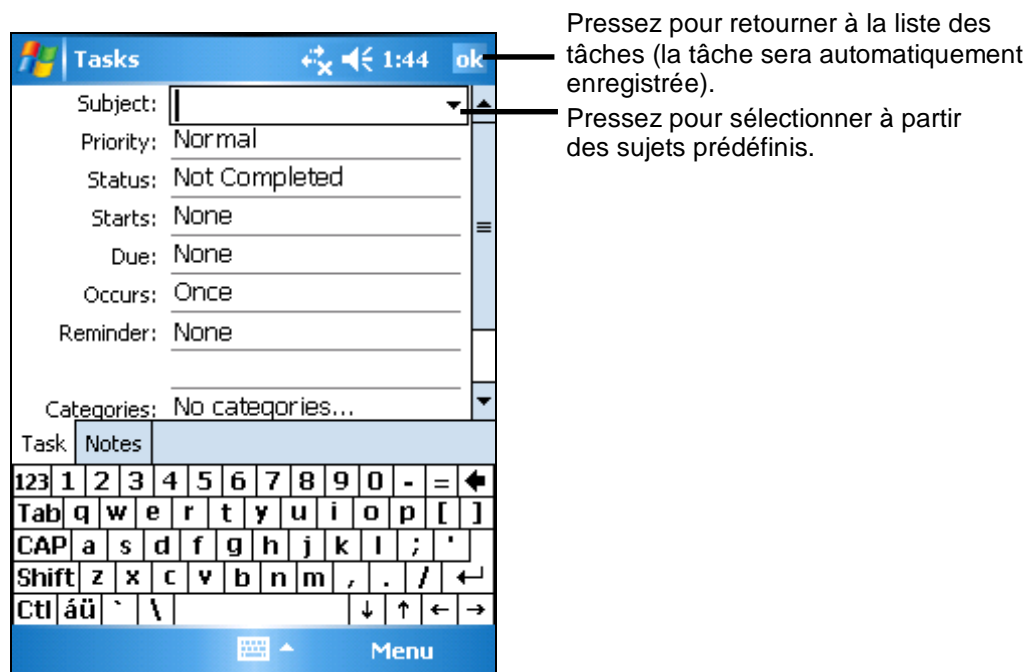 Tasks 1:44 ok
Pressez pour retourner à la liste des
tâches (la tâche sera automatiquement
enregistrée).
Pressez pour sélectionner à partir
des sujets prédéfinis.
Subject:
Priority: Normal
Status: Not Completed
Starts: None
Due: None
Occurs: Once
Reminder: None
Categories: No categories...
Task Notes
123 1 2 3 4 5 6 7 8 9 0 - =
Tab q w e r t y u i o p [ ]
CAP a s d f g h j k l ; '
Shift z x c v b n m , . /
Ctl áü ` \
Menu